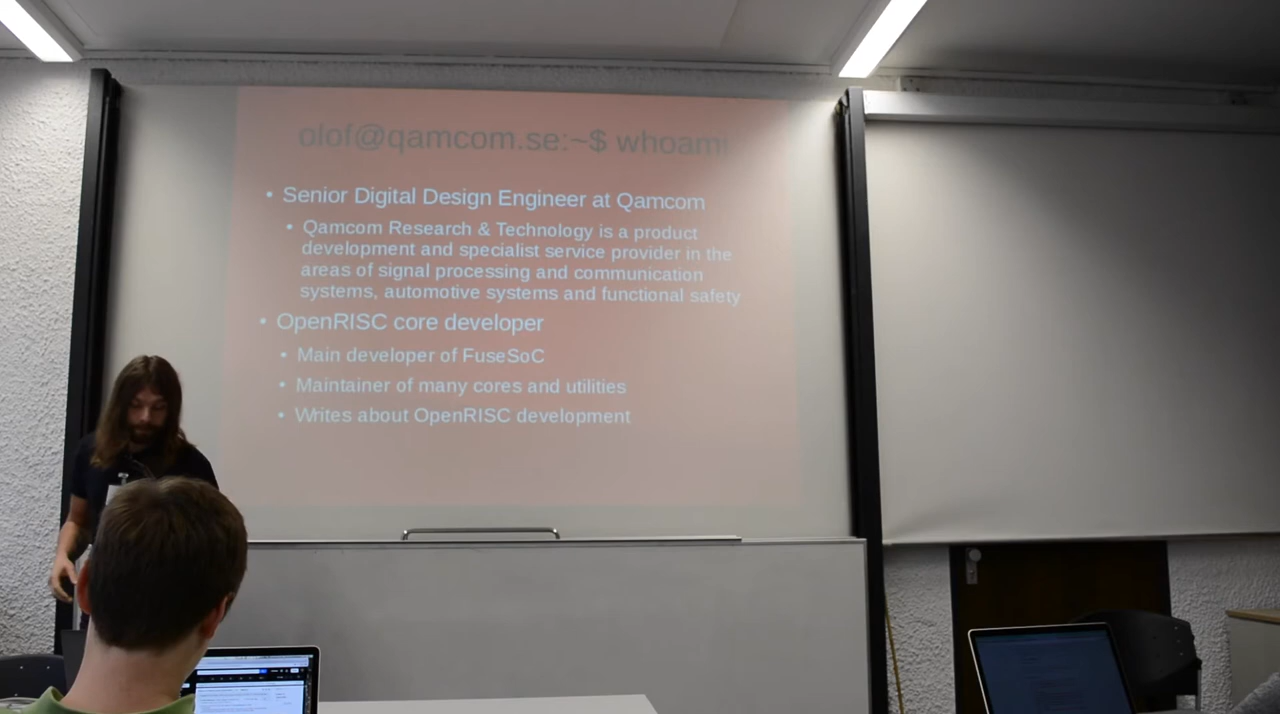 olof@qamcom.se:~$ whoami
• Senior Digital Design Engineer at Qamcom
• Qamcom Research & Technology is a product
development and specialist service provider in the
areas of signal processing and communication
systems, automotive systems and functional safety
• OpenRISC core developer
• Main developer of FuseSoC
• Maintainer of many cores and utilities
• Writes about OpenRISC development